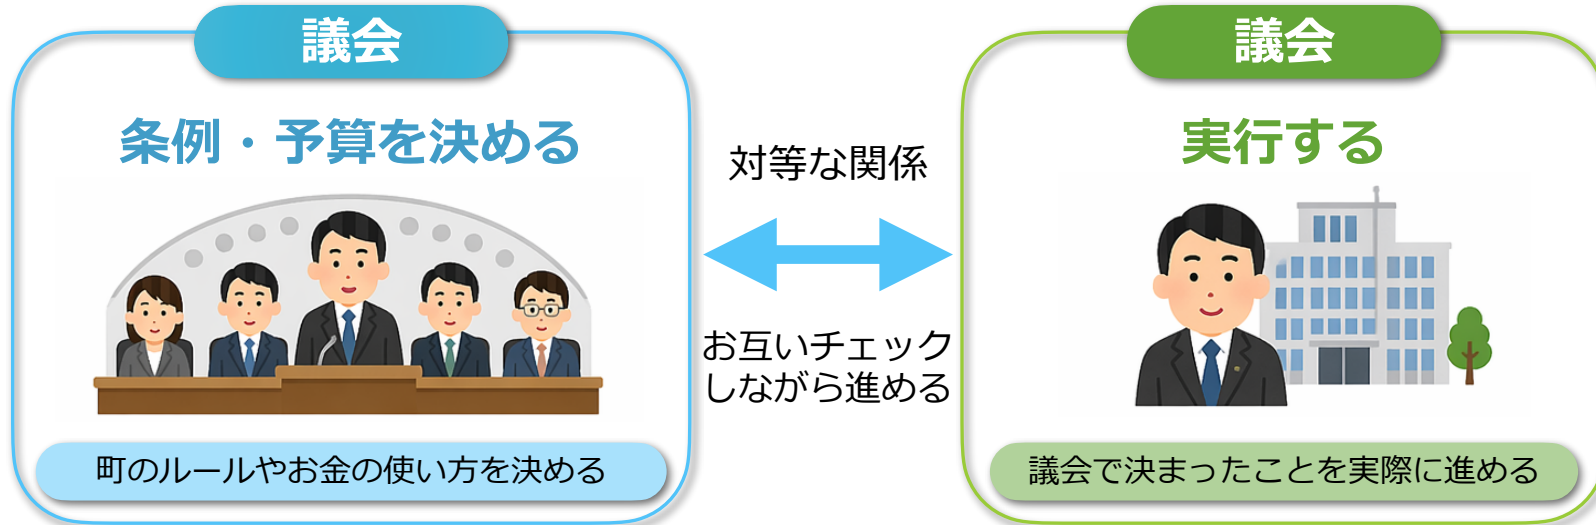 議会
条例・予算を決める
町のルールやお金の使い方を決める
対等な関係
お互いチェック
しながら進める
議会
実行する
議会で決まったことを実際に進める